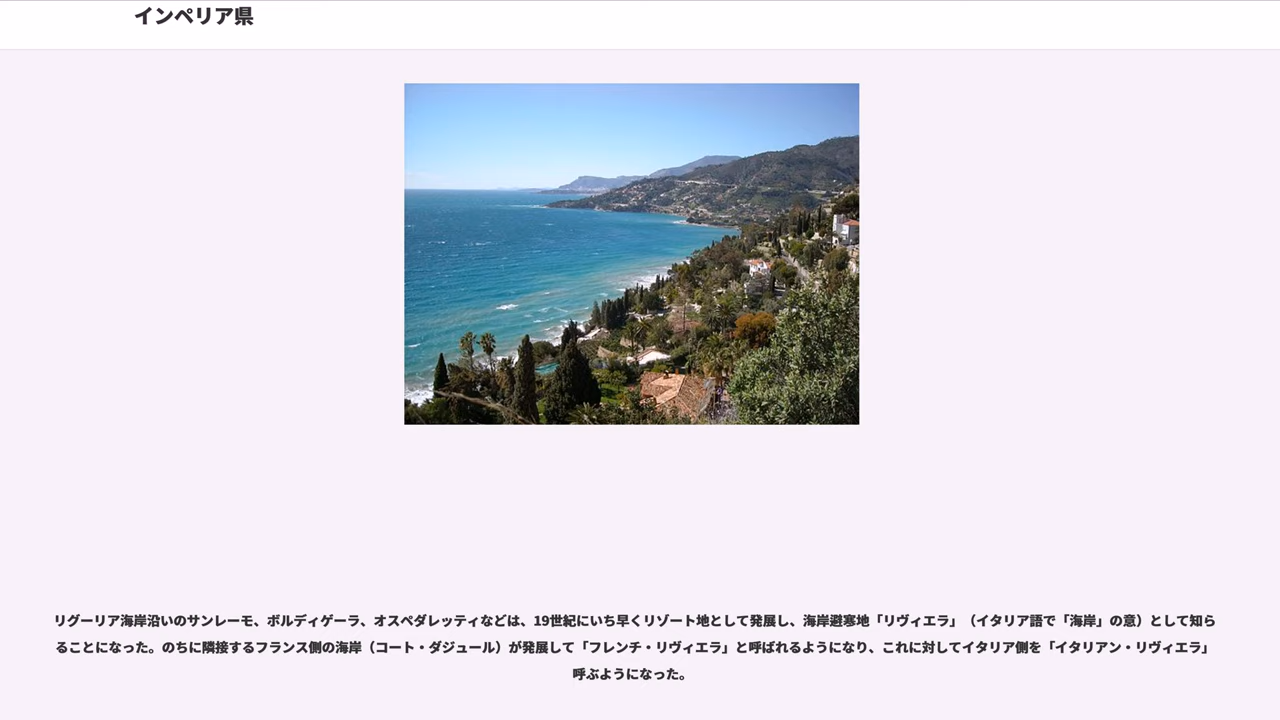 インペリア県
リグーリア海岸沿いのサンレーモ、ボルディゲーラ、オスペダレッティなどは、19世紀にいち早くリゾート地として発展し、海岸避寒地「リヴィエラ」（イタリア語で「海岸」の意）として知ら
ることになった。のちに隣接するフランス側の海岸（コート・ダジュール）が発展して「フレンチ・リヴィエラ」と呼ばれるようになり、これに対してイタリア側を「イタリアン・リヴィエラ」
呼ぶようになった。